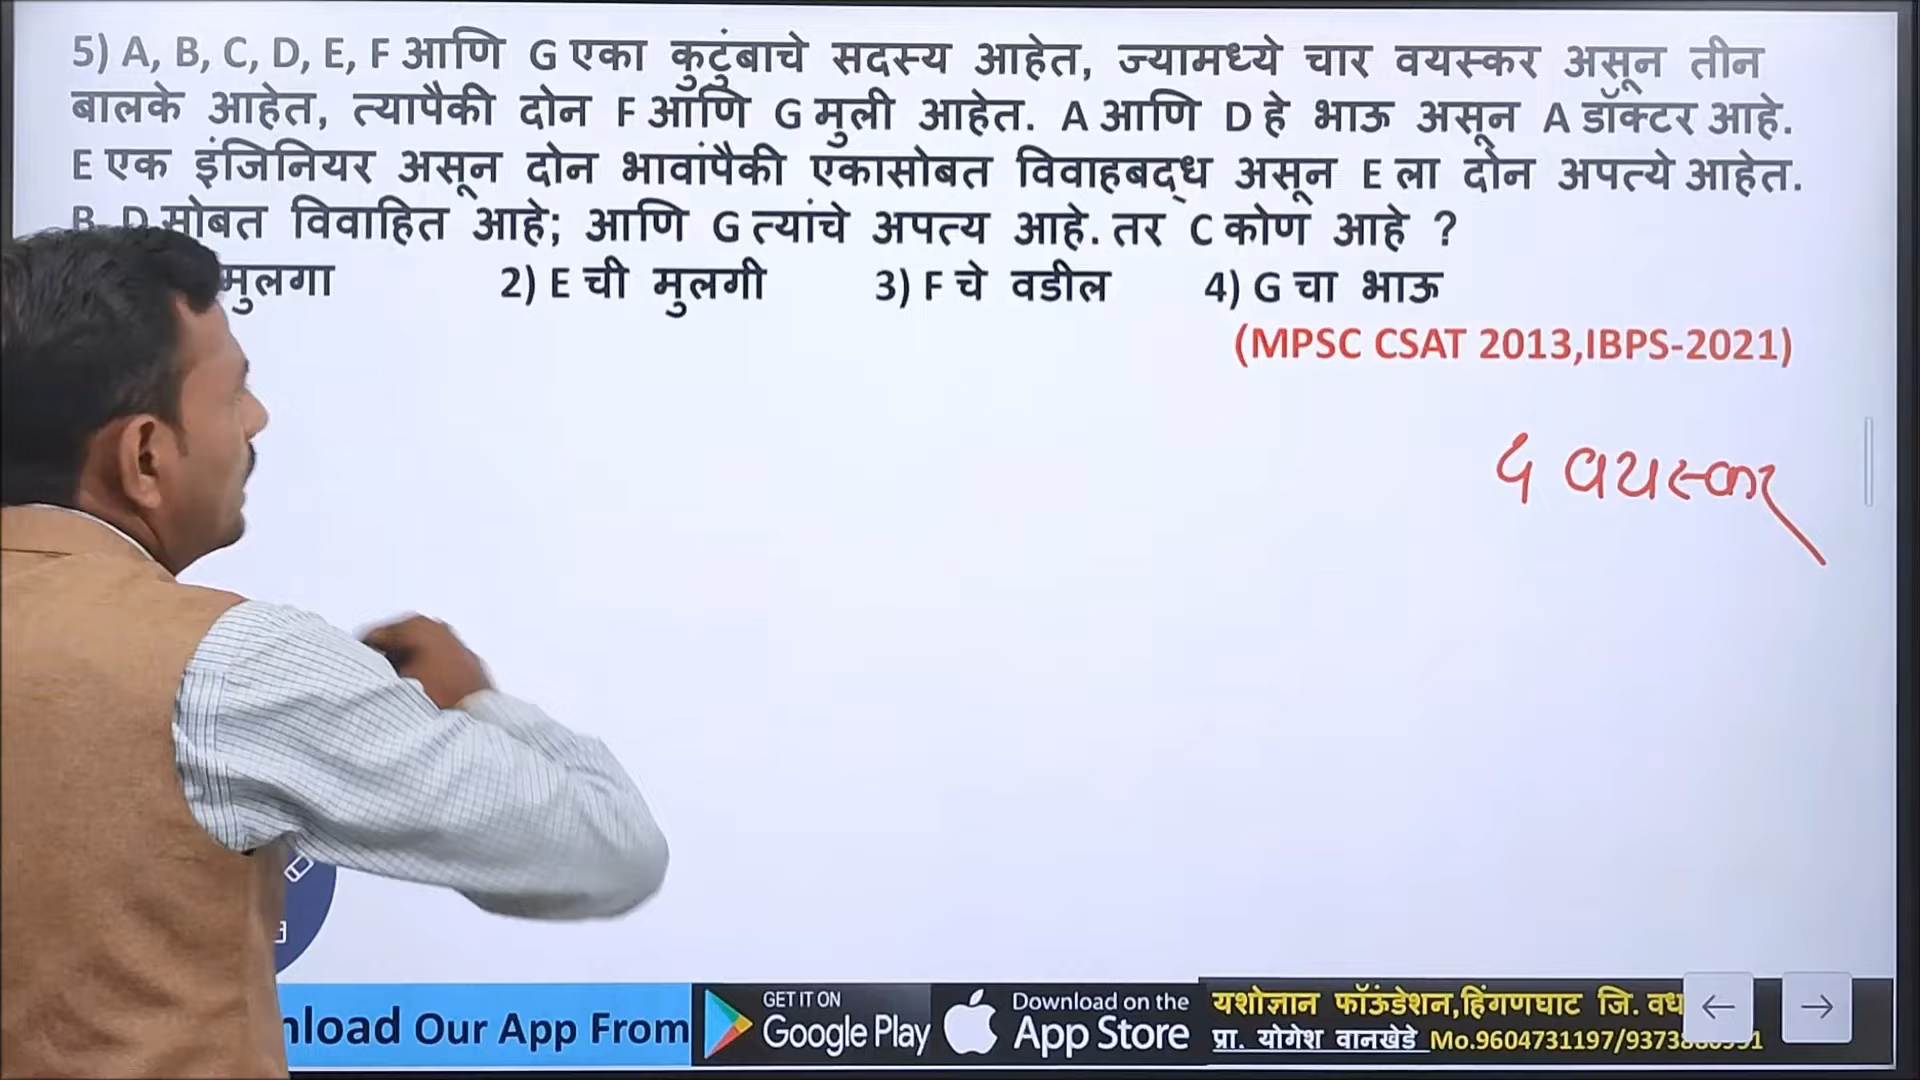 5) A, B, C, D, E, F आणि G एका कुटुंबाचे सदस्य आहेत, ज्यामध्ये चार वयस्कर असून तीन
बालके आहेत, त्यापैकी दोन F आणि G मुली आहेत. A आणि D हे भाऊ असून A डॉक्टर आहे.
E एक इंजिनियर असून दोन भावांपैकी एकासोबत विवाहबद्ध असून E ला दोन अपत्ये आहेत.
B, D सोबत विवाहित आहे; आणि G त्यांचे अपत्य आहे. तर C कोण आहे ?
मुलगा 2) E ची मुलगी 3) F चे वडील 4) G चा भाऊ
(MPSC CSAT 2013,IBPS-2021)
वयस्कर
Our App From
GET IT ON
Google Play
Download on the
App Store
यशोज्ञान फॉऊंडेशन,हिंगणघाट जि.
प्रा. योगेश वानखेडे Mo.9604731197/